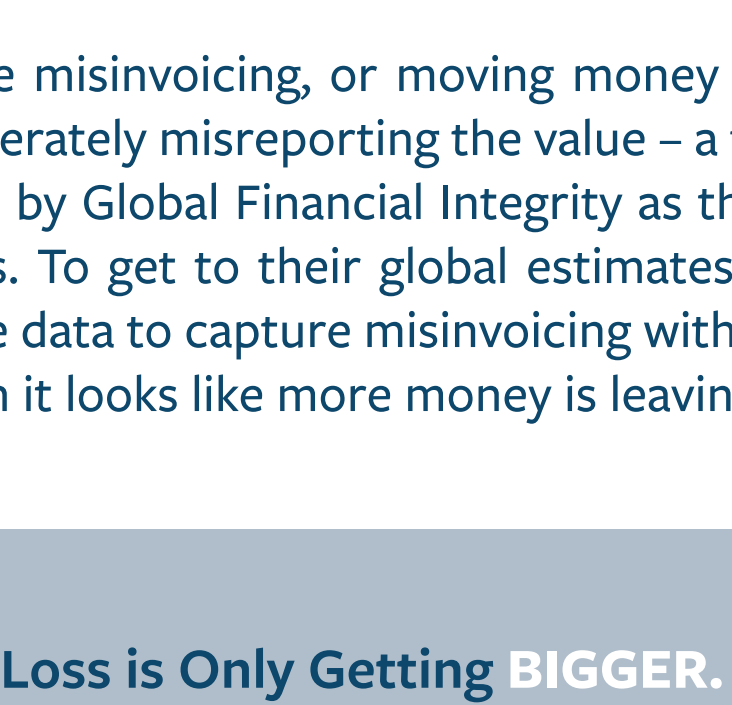 e misinvoicing, or moving money
erately misreporting the value – a
by Global Financial Integrity as th
s. To get to their global estimates
e data to capture misinvoicing with
n it looks like more money is leavin
Loss is Only Getting BIGGER.